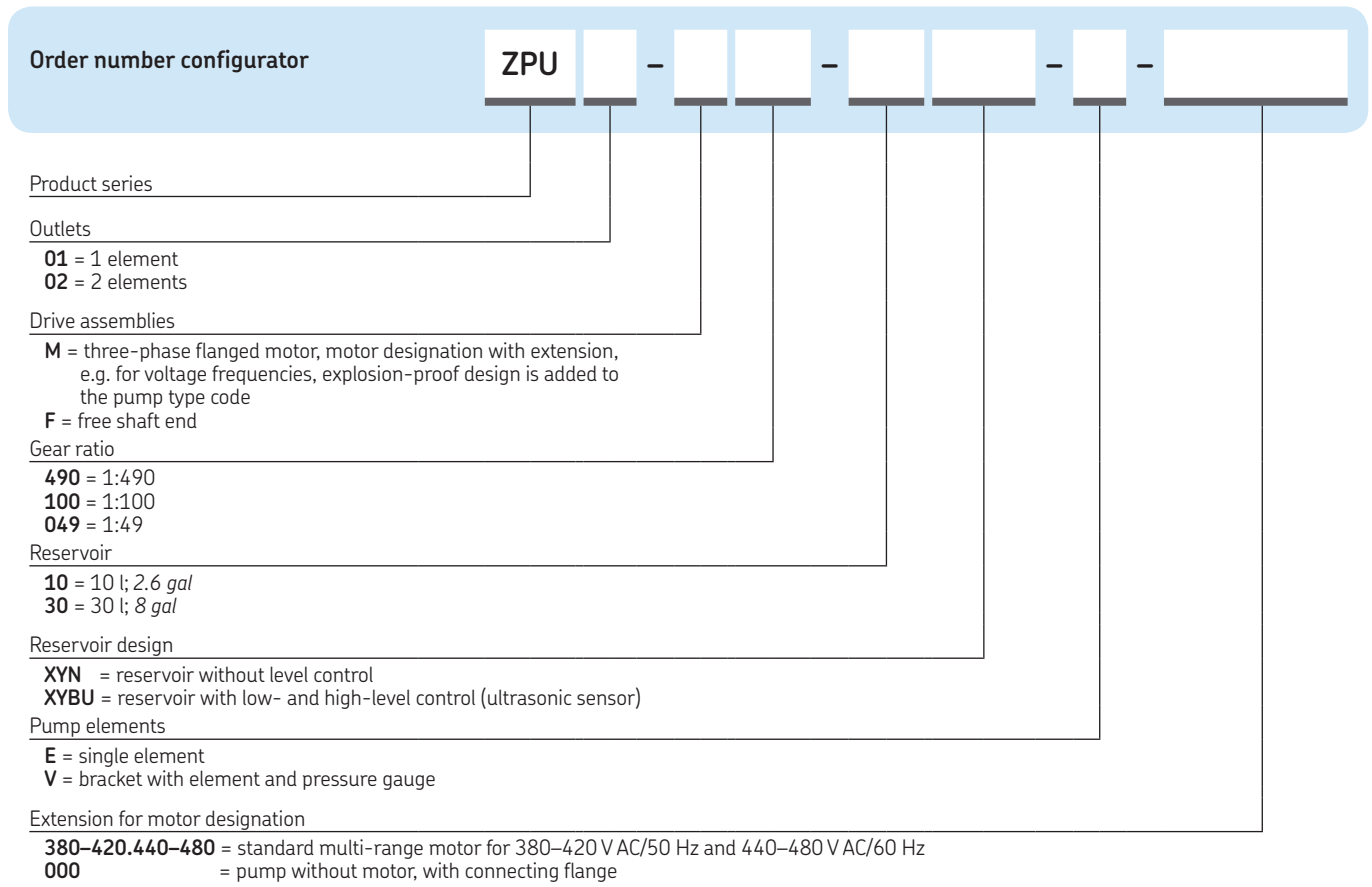 Order number configurator
ZPU – – – –
Product series
Outlets
01 = 1 element
02 = 2 elements
Drive assemblies
M = three-phase flanged motor, motor designation with extension,
e.g. for voltage frequencies, explosion-proof design is added to
the pump type code
F = free shaft end
Gear ratio
490 = 1:490
100 = 1:100
049 = 1:49
Reservoir
10 = 10 l; 2.6 gal
30 = 30 l; 8 gal
Reservoir design
XYN = reservoir without level control
XYBU = reservoir with low- and high-level control (ultrasonic sensor)
Pump elements
E = single element
V = bracket with element and pressure gauge
Extension for motor designation
380–420.440–480 = standard multi-range motor for 380–420 V AC/50 Hz and 440–480 V AC/60 Hz
000 = pump without motor, with connecting flange